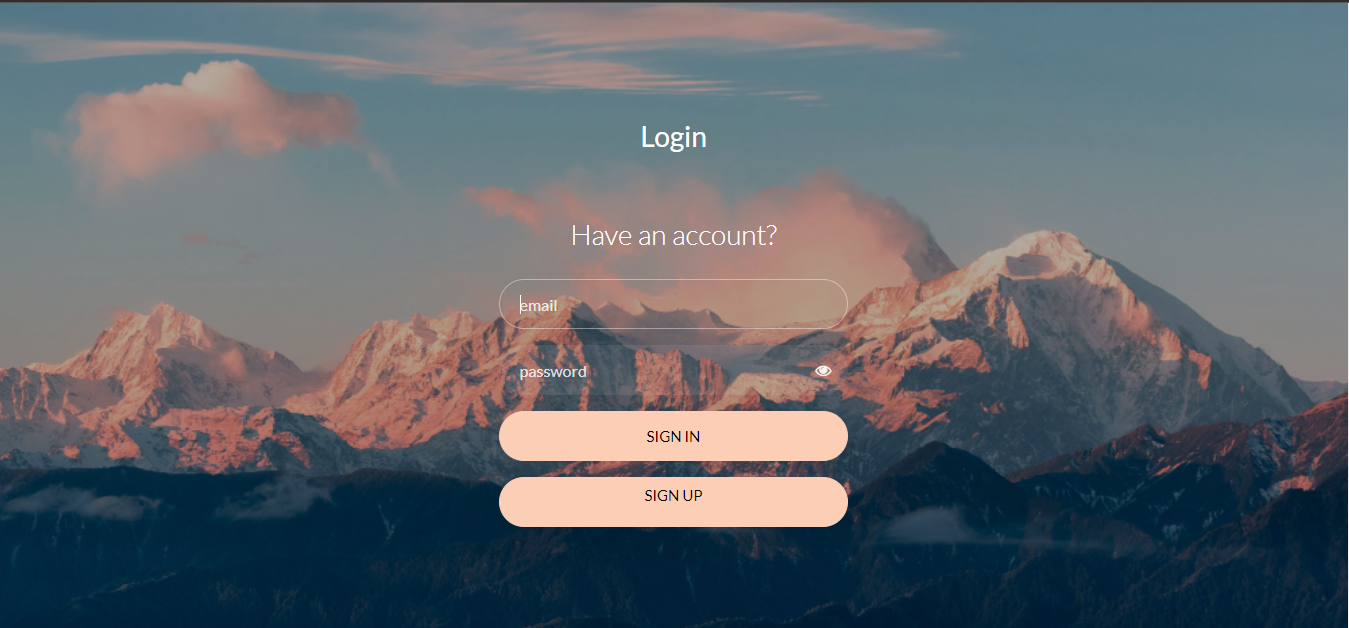 Login
Have an account?
email
password
SIGN IN
SIGN UP